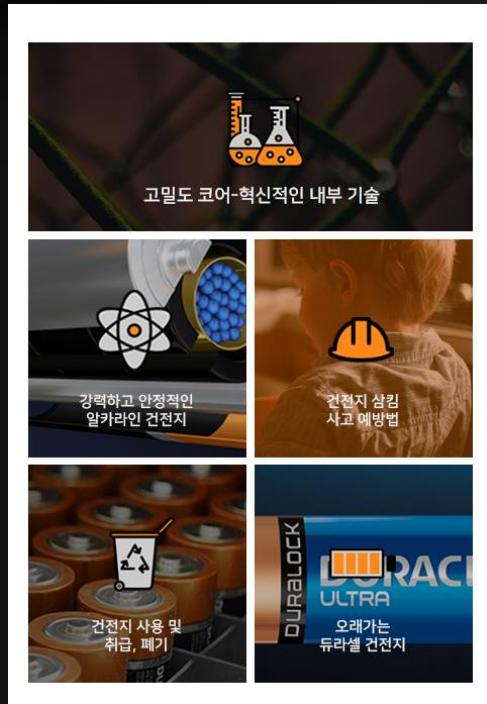 고밀도 코어-혁신적인 내부 기술
강력하고 안정적인
알카라인 건전지
건전지 삼킴
사고 예방법
건전지 사용 및
취급, 폐기
DURALOCK
DURAC
ULTRA
오래가는
듀라셀 건전지